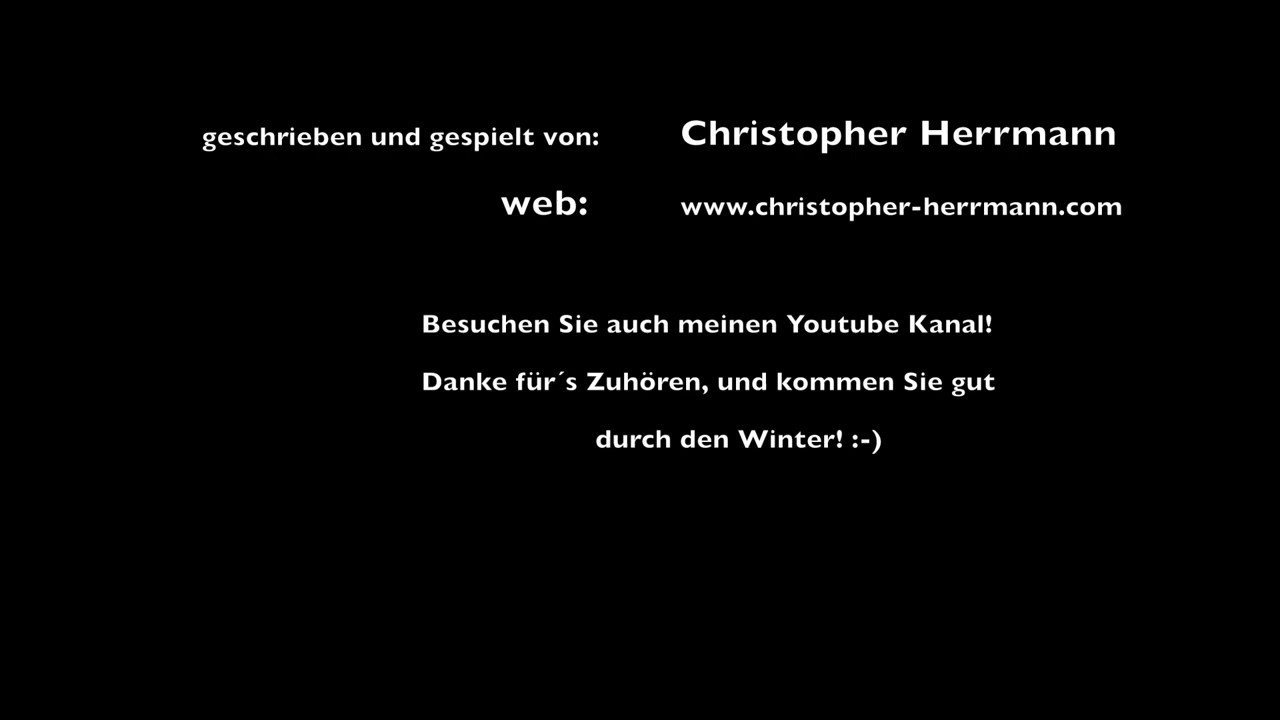 geschrieben und gespielt von: Christopher Herrmann
web: www.christopher-herrmann.com
Besuchen Sie auch meinen Youtube Kanal!
Danke für´s Zuhören, und kommen Sie gut
durch den Winter! :-)